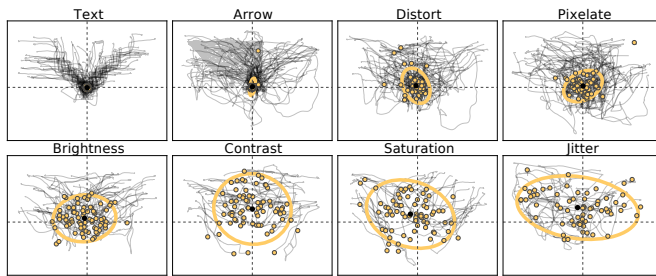 Text
Arrow
Distort
Pixelate
Brightness
Contrast
Saturation
Jitter